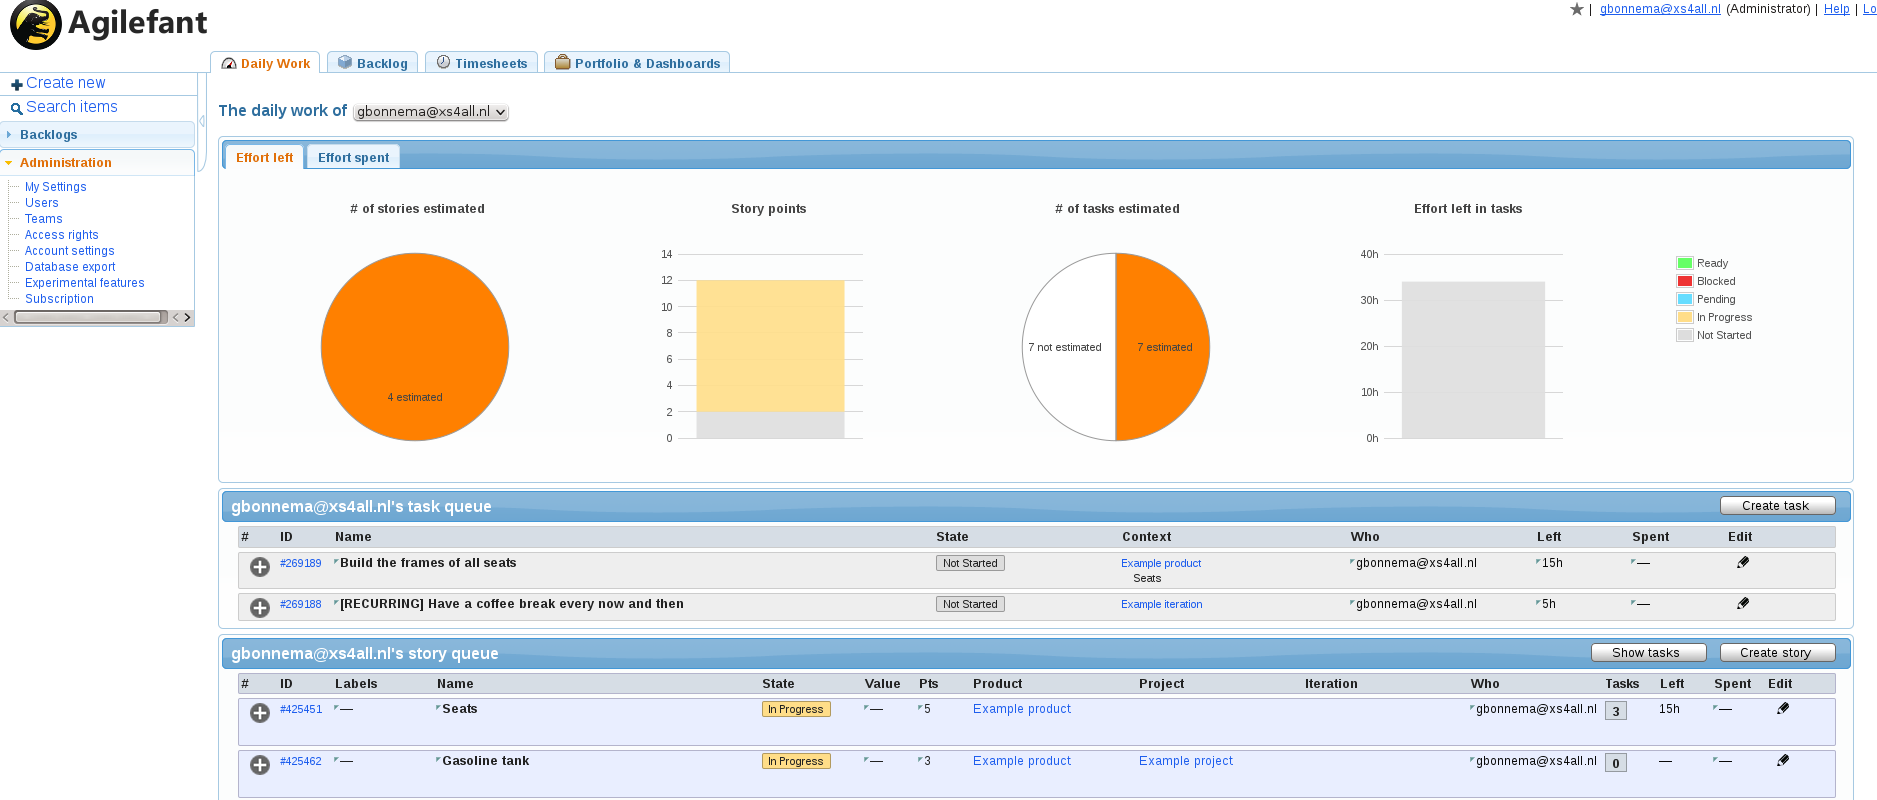 Agilefant
★ | gbonnema@xs4all.nl (Administrator) | Help | Lo
Daily Work Backlog Timesheets Portfolio & Dashboards
Create new
Search items
Backlogs
Administration
My Settings
Users
Teams
Access rights
Account settings
Database export
Experimental features
Subscription
The daily work of gbonnema@xs4all.nl
Effort left Effort spent
# of stories estimated
4 estimated
Story points
14
12
10
8
6
4
2
0
# of tasks estimated
7 not estimated 7 estimated
Effort left in tasks
40h
30h
20h
10h
0h
Ready
Blocked
Pending
In Progress
Not Started
gbonnema@xs4all.nl's task queue Create task
# ID Name State Context Who Left Spent Edit
#269189 Build the frames of all seats Not Started Example product gbonnema@xs4all.nl 15h —
Seats
#269188 [RECURRING] Have a coffee break every now and then Not Started Example iteration gbonnema@xs4all.nl 5h —
gbonnema@xs4all.nl's story queue Show tasks Create story
# ID Labels Name State Value Pts Product Project Iteration Who Tasks Left Spent Edit
#425451 — Seats In Progress — 5 Example product gbonnema@xs4all.nl 3 15h —
#425462 — Gasoline tank In Progress — 3 Example product Example project gbonnema@xs4all.nl 0 — —